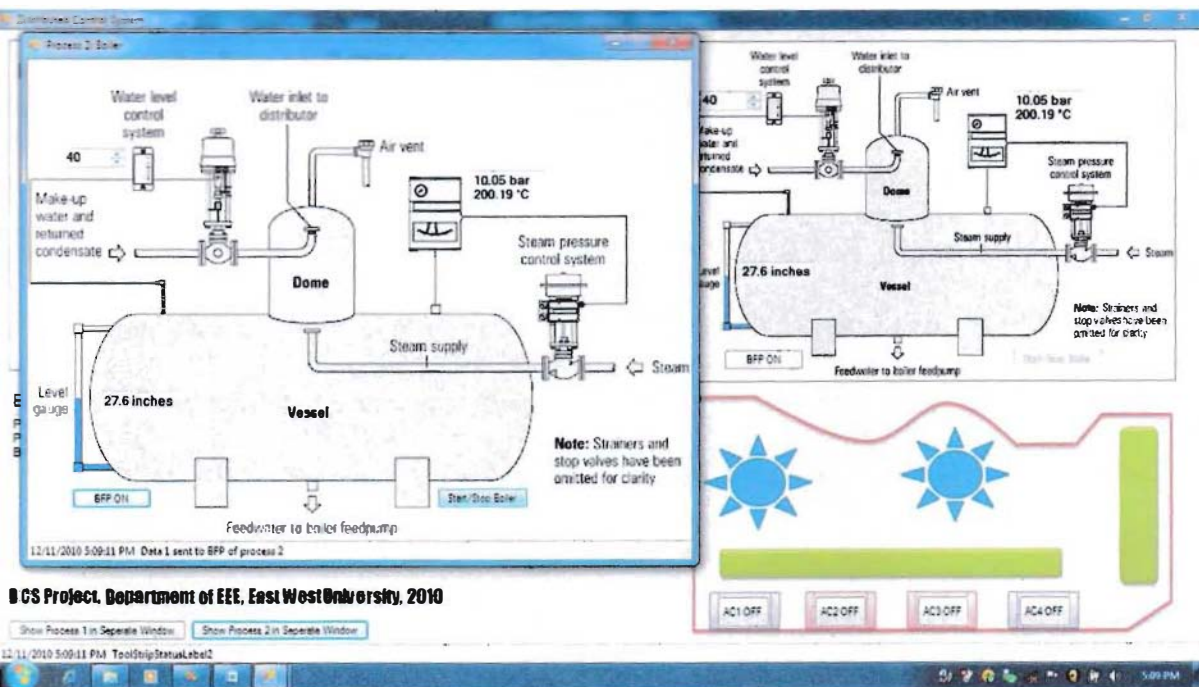 Distributed Control System
Process 2: Boiler
Water level
control
system
Water inlet to
distributor
Air vent
40
10.05 bar
200.19 °C
Make-up
water and
returned
condensate
Steam pressure
control system
Dome
Steam supply
Steam
Level
gauge
27.6 inches
Vessel
Note: Strainers and
stop valves have been
omitted for clarity
BFP ON
Start/Stop Boiler
Feedwater to boiler feedpump
12/11/2010 5:09:11 PM Data 1 sent to BFP of process 2
Water level
control
system
Water inlet to
distributor
Air vent
40
10.05 bar
200.19 °C
Make-up
water and
returned
condensate
Steam pressure
control system
Dome
Steam supply
Steam
Level
gauge
27.6 inches
Vessel
Note: Strainers and
stop valves have been
omitted for clarity
BFP ON
Start/Stop Boiler
Feedwater to boiler feedpump
AC1 OFF
AC2 OFF
AC3 OFF
AC4 OFF
DCS Project, Department of EEE, East West University, 2010
Show Process 1 in Seperate Window
Show Process 2 in Seperate Window
12/11/2010 5:09:11 PM ToolStripStatusLabel2
5:09 PM